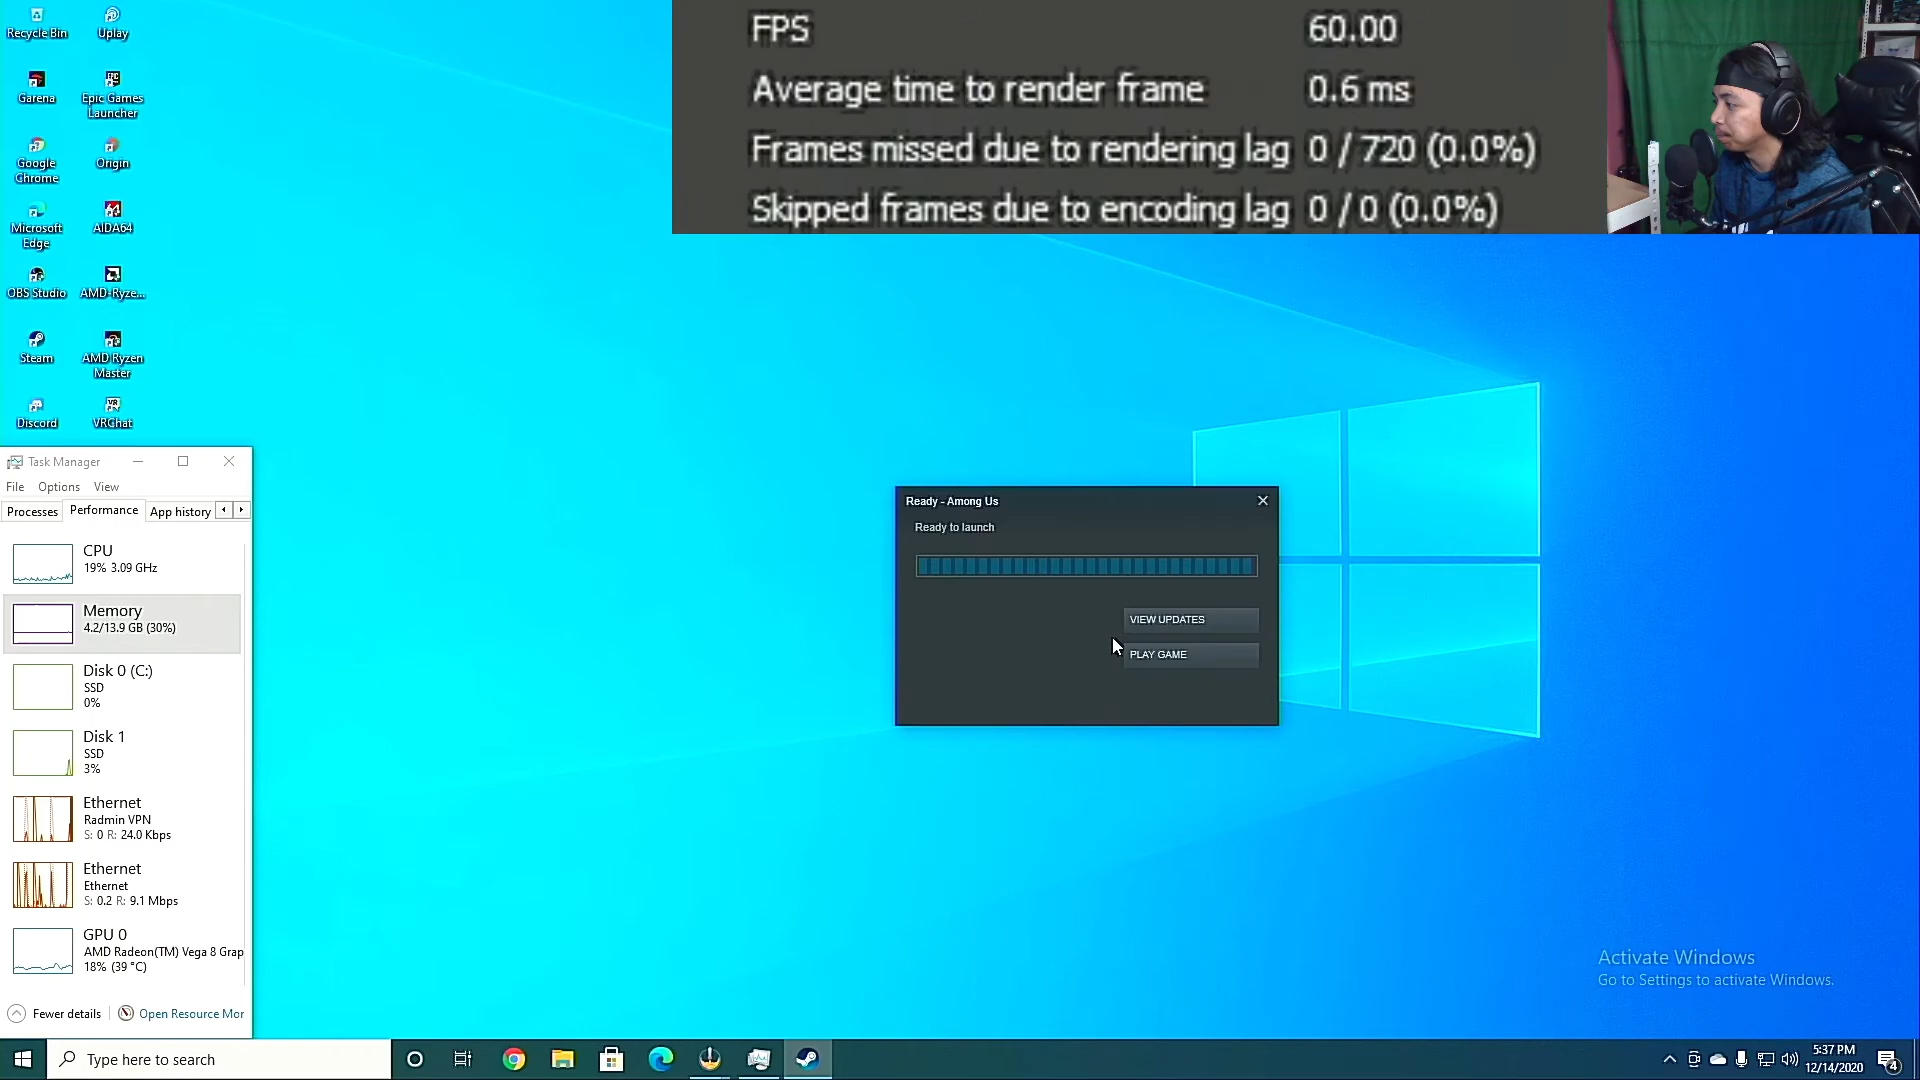 Recycle Bin
Uplay
Garena
Epic Games
Launcher
Google
Chrome
Origin
Microsoft
Edge
AIDA64
OBS Studio
AMD-Ryze...
Steam
AMD Ryzen
Master
Discord
VRChat
FPS 60.00
Average time to render frame 0.6 ms
Frames missed due to rendering lag 0 / 720 (0.0%)
Skipped frames due to encoding lag 0 / 0 (0.0%)
Task Manager
File Options View
Processes Performance App history
CPU
19% 3.09 GHz
Memory
4.2/13.9 GB (30%)
Disk 0 (C:)
SSD
0%
Disk 1
SSD
3%
Ethernet
Radmin VPN
S: 0 R: 24.0 Kbps
Ethernet
Ethernet
S: 0.2 R: 9.1 Mbps
GPU 0
AMD Radeon(TM) Vega 8 Grap
18% (39 °C)
Fewer details Open Resource Mor
Ready - Among Us
Ready to launch
VIEW UPDATES
PLAY GAME
Activate Windows
Go to Settings to activate Windows.
Type here to search
5:37 PM
12/14/2020
4